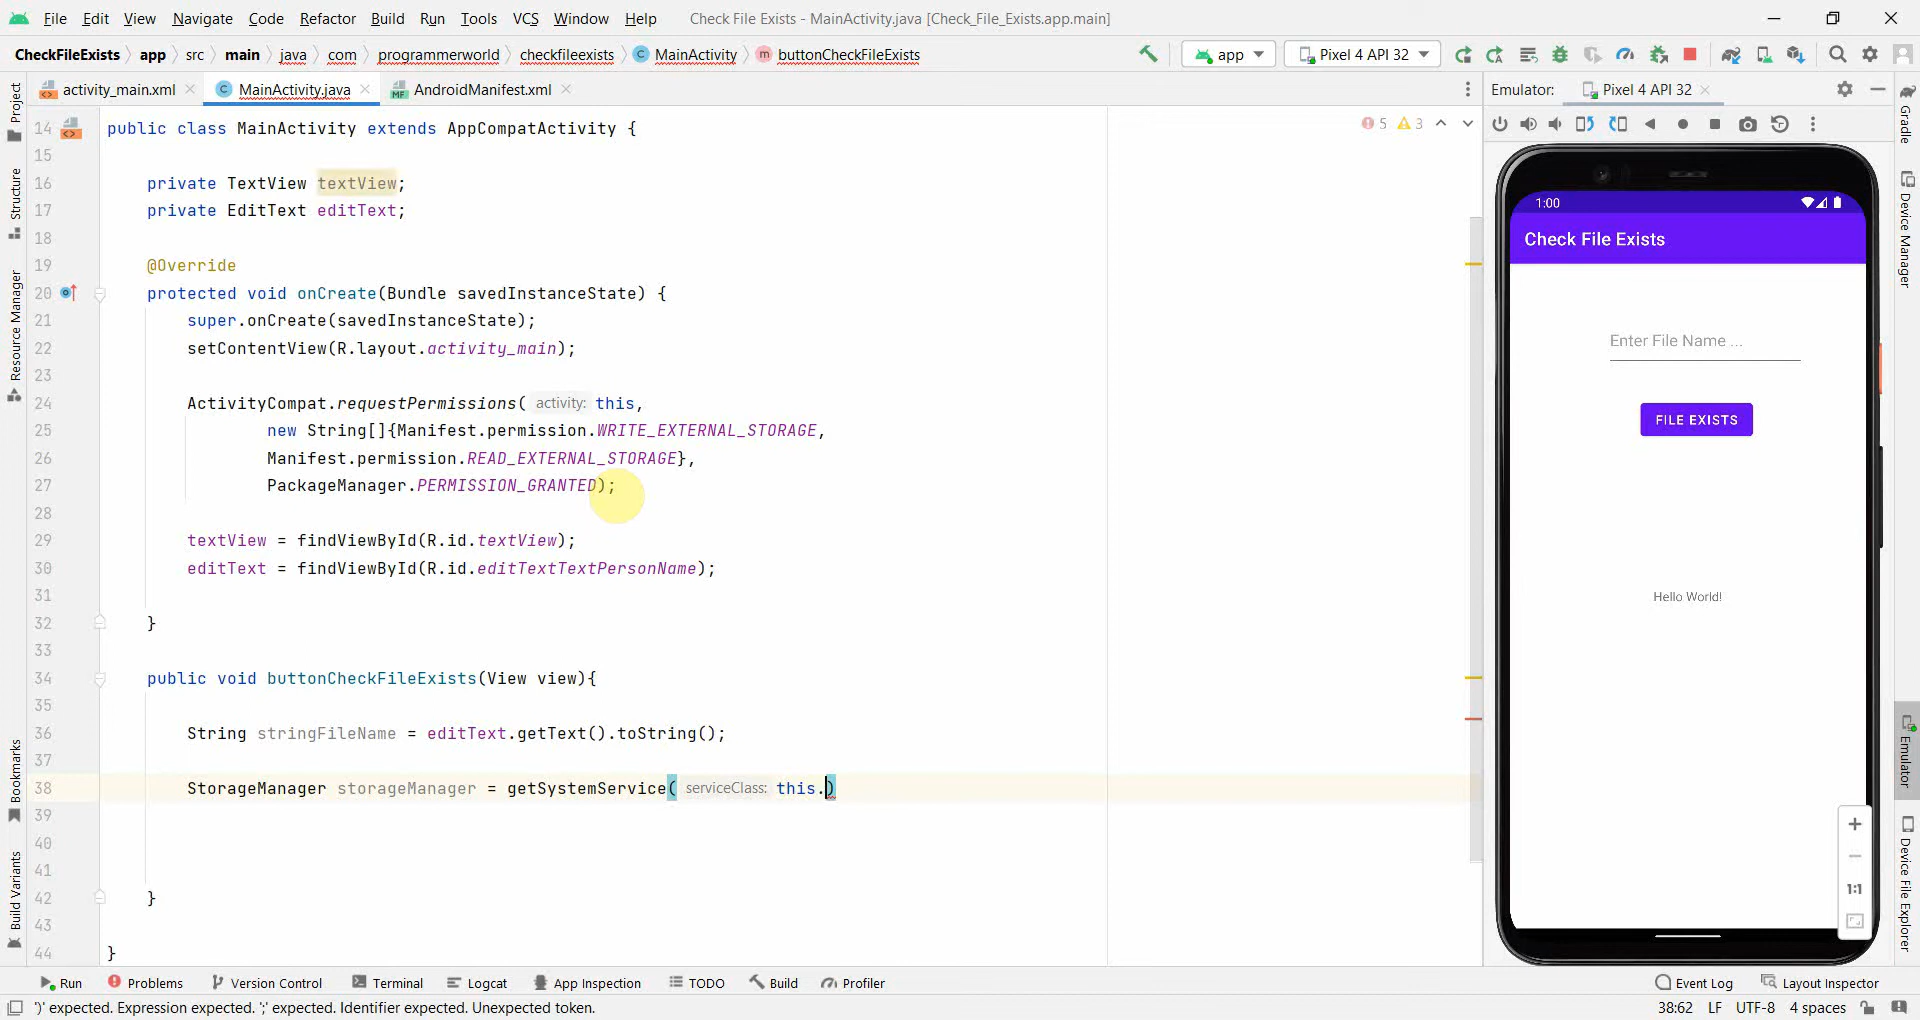 File Edit View Navigate Code Refactor Build Run Tools VCS Window Help Check File Exists - MainActivity.java [Check_File_Exists.app.main]
CheckFileExists app src main java com programmerworld checkfileexists MainActivity buttonCheckFileExists app Pixel 4 API 32
activity_main.xml MainActivity.java AndroidManifest.xml Emulator: Pixel 4 API 32
5 3
14 public class MainActivity extends AppCompatActivity {
15
16 private TextView textView;
17 private EditText editText;
18
19 @Override
20 protected void onCreate(Bundle savedInstanceState) {
21 super.onCreate(savedInstanceState);
22 setContentView(R.layout.activity_main);
23
24 ActivityCompat.requestPermissions( activity: this,
25 new String[]{Manifest.permission.WRITE_EXTERNAL_STORAGE,
26 Manifest.permission.READ_EXTERNAL_STORAGE},
27 PackageManager.PERMISSION_GRANTED);
28
29 textView = findViewById(R.id.textView);
30 editText = findViewById(R.id.editTextTextPersonName);
31
32 }
33
34 public void buttonCheckFileExists(View view){
35
36 String stringFileName = editText.getText().toString();
37
38 StorageManager storageManager = getSystemService( serviceClass: this.)
39
40
41
42 }
43
44 }
Project
Structure
Resource Manager
Bookmarks
Build Variants
1:00
Check File Exists
Enter File Name ...
FILE EXISTS
Hello World!
1:1
Gradle
Device Manager
Emulator
Device File Explorer
Run Problems Version Control Terminal Logcat App Inspection TODO Build Profiler Event Log Layout Inspector
')' expected. Expression expected. ';' expected. Identifier expected. Unexpected token. 38:62 LF UTF-8 4 spaces